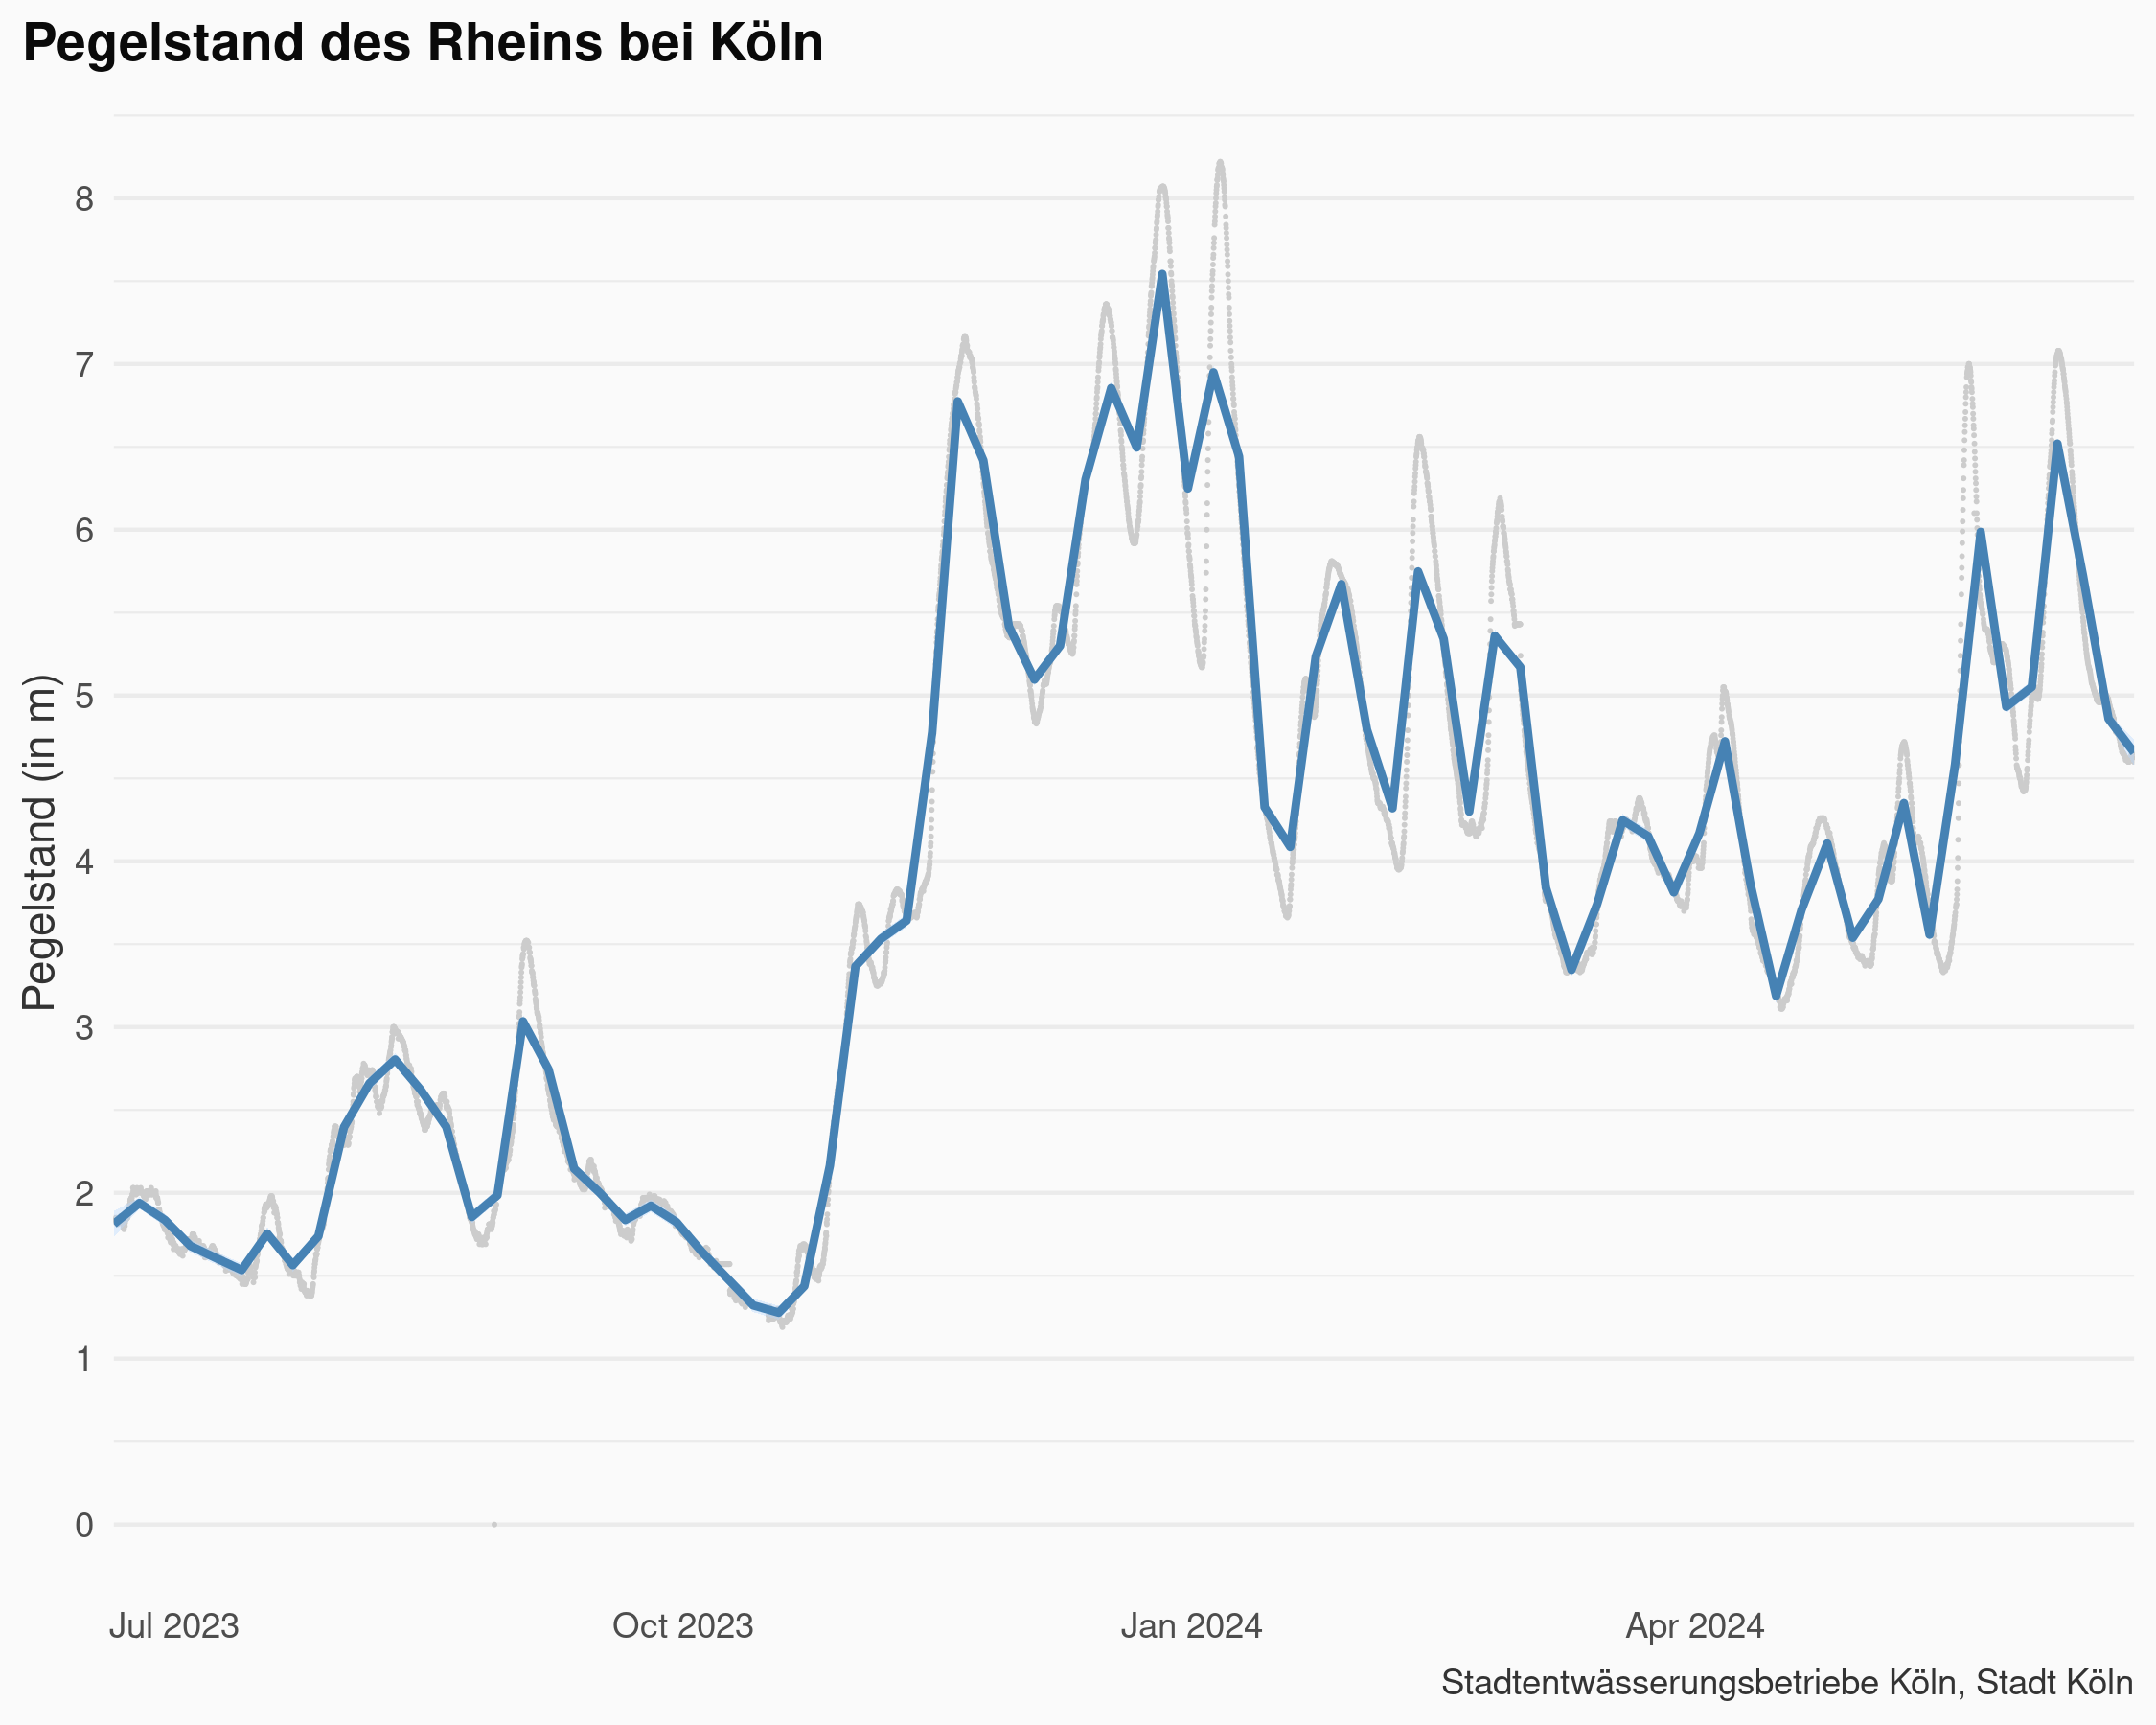 Pegelstand des Rheins bei Köln
Pegelstand (in m)
8
7
6
5
4
3
2
1
0
Jul 2023 Oct 2023 Jan 2024 Apr 2024
Stadtentwässerungsbetriebe Köln, Stadt Köln